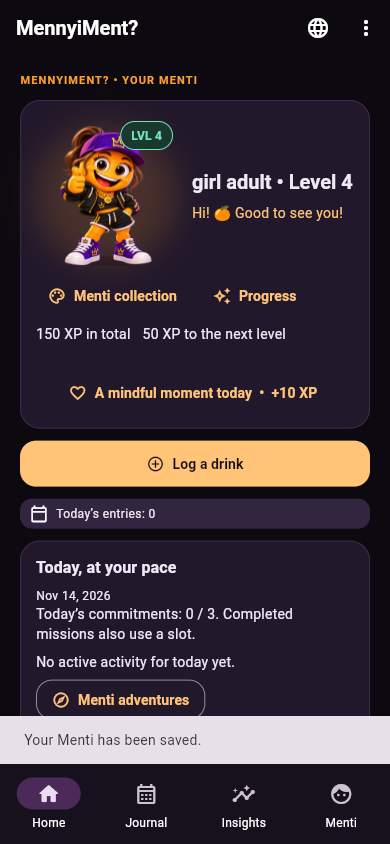 MennyiMent?
MENNYIMENT? • YOUR MENTI
LVL 4
girl adult • Level 4
Hi! 🍊 Good to see you!
Menti collection
Progress
150 XP in total 50 XP to the next level
A mindful moment today • +10 XP
Log a drink
Today's entries: 0
Today, at your pace
Nov 14, 2026
Today's commitments: 0 / 3. Completed
missions also use a slot.
No active activity for today yet.
Menti adventures
Your Menti has been saved.
Home
Journal
Insights
Menti